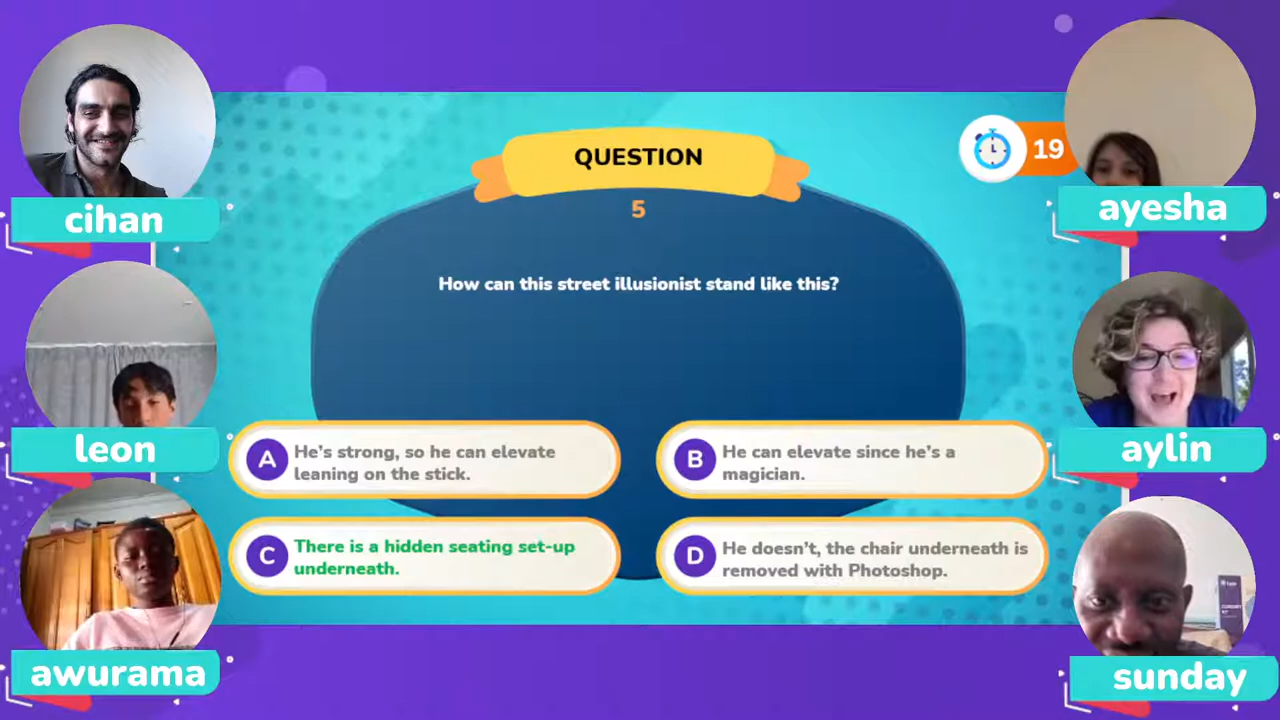 cihan
leon
awurama
QUESTION
5
19
How can this street illusionist stand like this?
A
He's strong, so he can elevate
leaning on the stick.
B
He can elevate since he's a
magician.
C
There is a hidden seating set-up
underneath.
D
He doesn't, the chair underneath is
removed with Photoshop.
ayesha
aylin
sunday